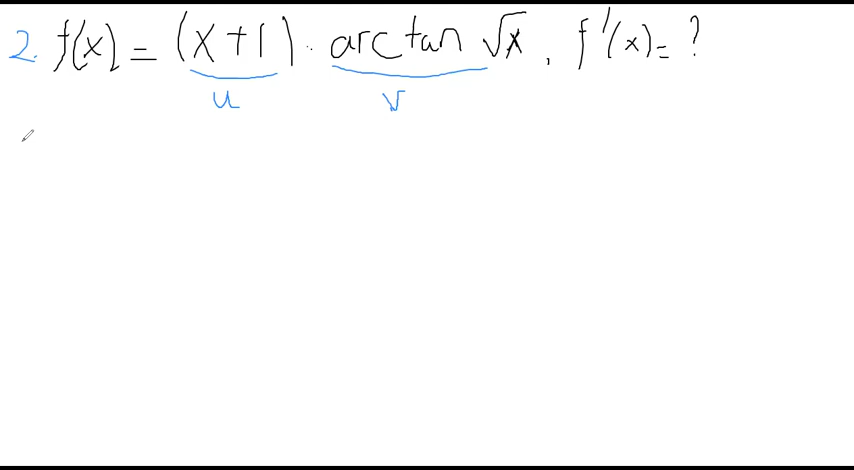 2. f(x) = (x+1) · arctan √x , f'(x) = ?
u v